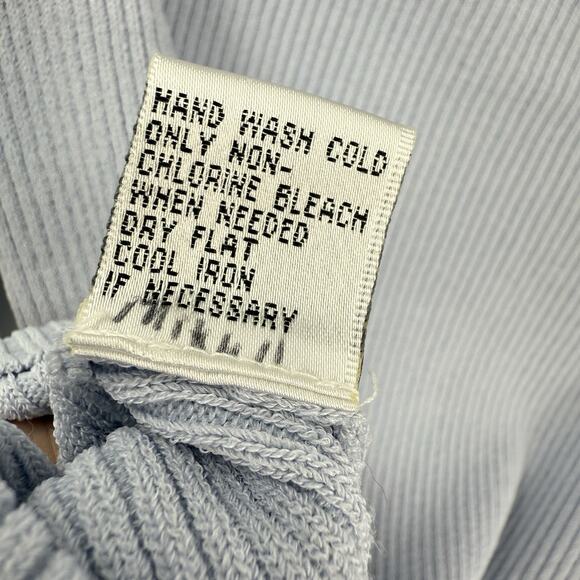 HAND WASH COLD
ONLY NON-
CHLORINE BLEACH
WHEN NEEDED
DRY FLAT
COOL IRON
IF NECESSARY